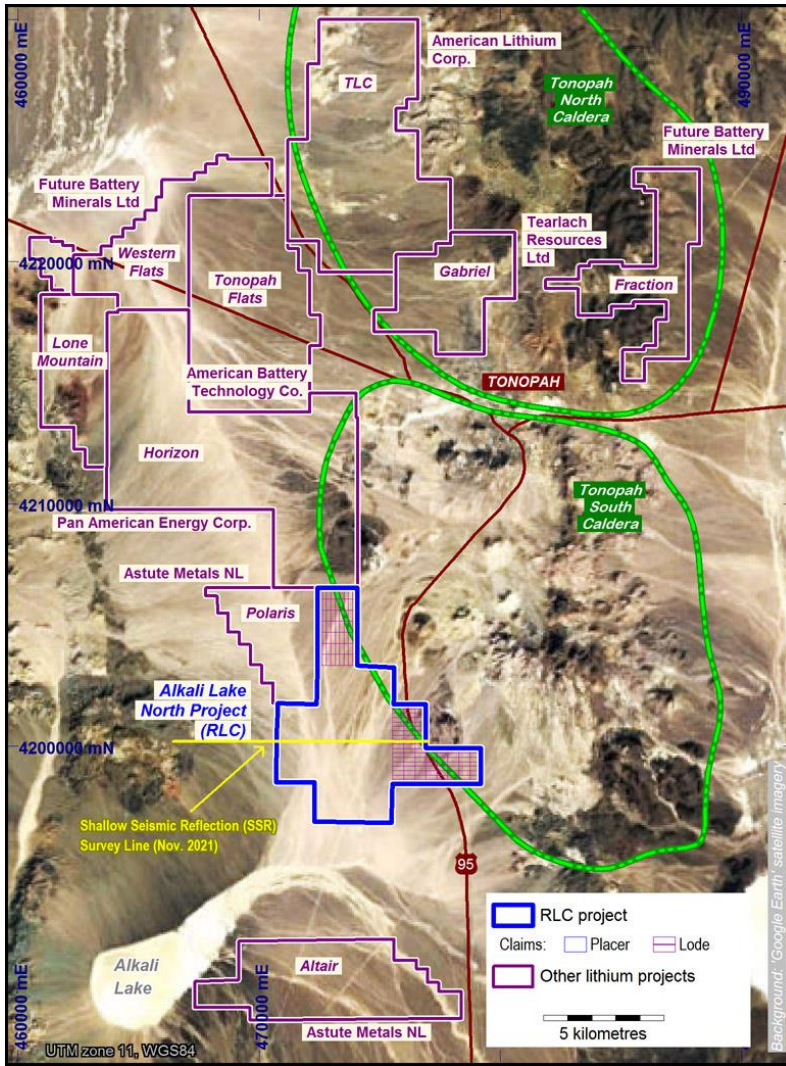 460000 mE
490000 mE
American Lithium
Corp.
TLC
Tonopah
North
Caldera
Future Battery
Minerals Ltd
Future Battery
Minerals Ltd
Tearlach
Resources
Ltd
Western
Flats
4220000 mN
Tonopah
Flats
Gabriel
Fraction
Lone
Mountain
American Battery
Technology Co.
TONOPAH
Horizon
Tonopah
South
Caldera
4210000 mN
Pan American Energy Corp.
Astute Metals NL
Polaris
Alkali Lake
North Project
(RLC)
4200000 mN
Shallow Seismic Reflection (SSR)
Survey Line (Nov. 2021)
95
RLC project
Claims: Placer Lode
Other lithium projects
5 kilometres
Alkali
Lake
Altair
Astute Metals NL
460000 mE
470000 mE
UTM zone 11, WGS84
Background: 'Google Earth' satellite imagery